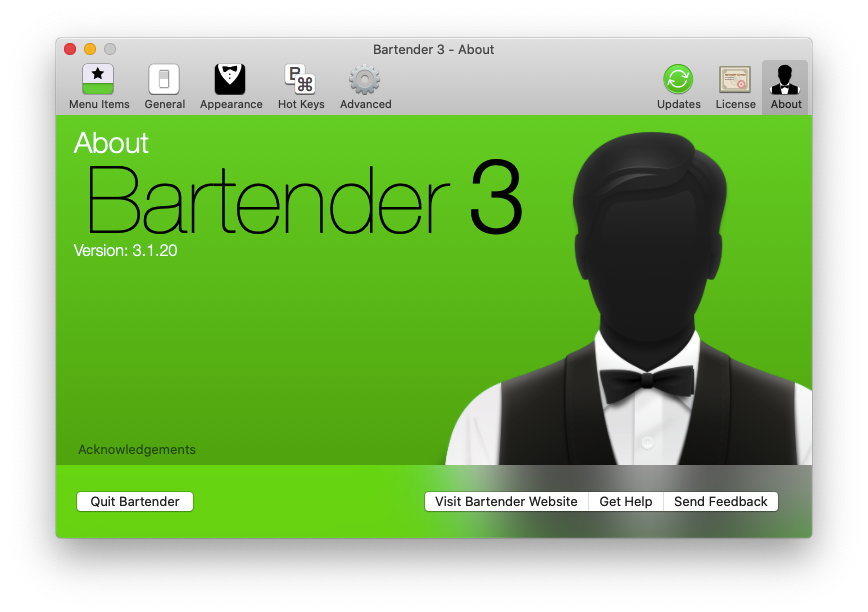 Bartender 3 - About
Menu Items General Appearance Hot Keys Advanced Updates License About
About
Bartender 3
Version: 3.1.20
Acknowledgements
Quit Bartender Visit Bartender Website Get Help Send Feedback